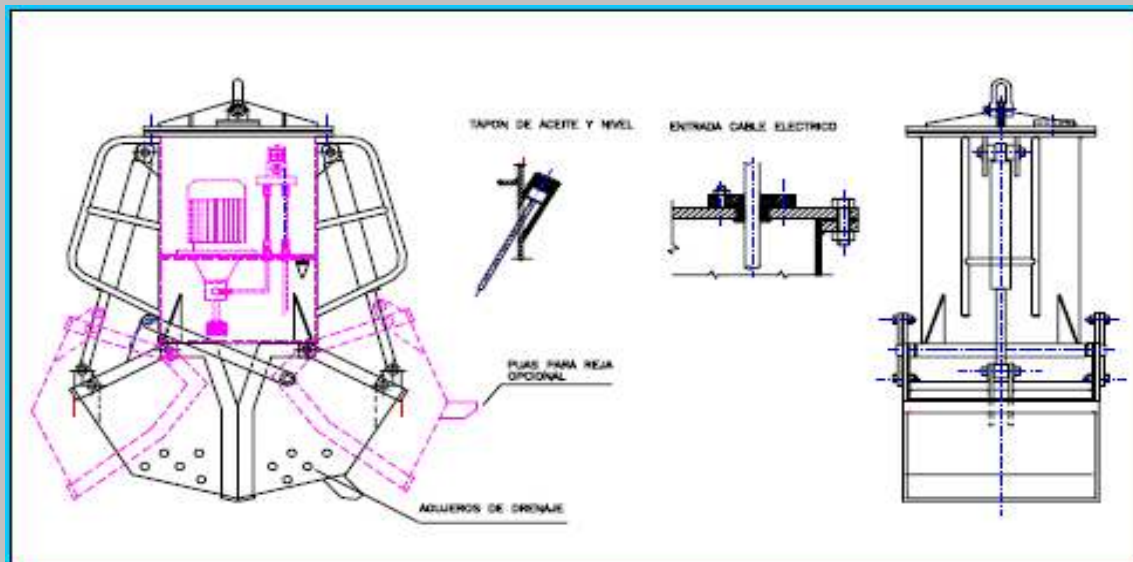 TAPON DE ACEITE Y NIVEL
ENTRADA CABLE ELECTRICO
PUAS PARA REJA
OPCIONAL
AGUJEROS DE DRENAJE